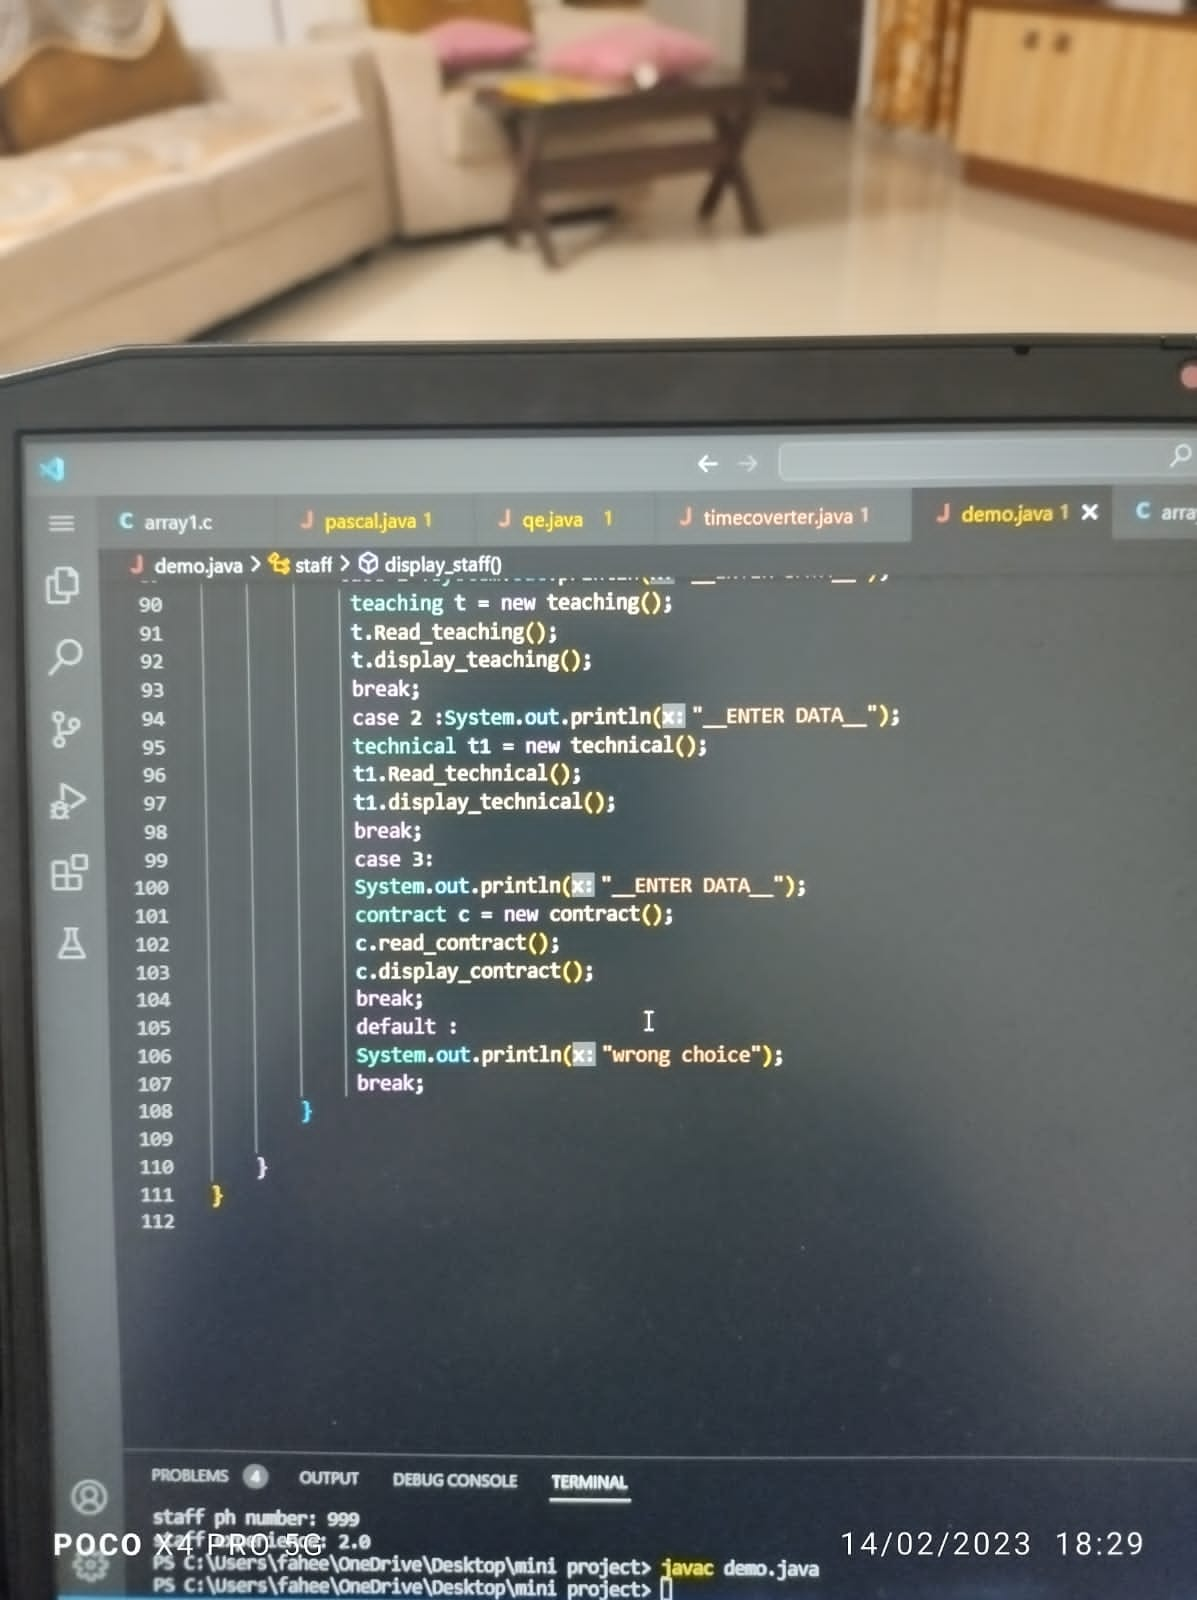 array1.c
pascal.java 1
qe.java 1
timecoverter.java 1
demo.java 1
demo.java > staff > display_staff()
90 teaching t = new teaching();
91 t.Read_teaching();
92 t.display_teaching();
93 break;
94 case 2 :System.out.println(x: "__ENTER DATA__");
95 technical t1 = new technical();
96 t1.Read_technical();
97 t1.display_technical();
98 break;
99 case 3:
100 System.out.println(x: "__ENTER DATA__");
101 contract c = new contract();
102 c.read_contract();
103 c.display_contract();
104 break;
105 default :
106 System.out.println(x: "wrong choice");
107 break;
108 }
109
110 }
111 }
112
PROBLEMS 4 OUTPUT DEBUG CONSOLE TERMINAL
staff ph number: 999
staff experience: 2.0
POCO X4 PRO 5G
14/02/2023 18:29
PS C:\Users\fahee\OneDrive\Desktop\mini project> javac demo.java
PS C:\Users\fahee\OneDrive\Desktop\mini project>